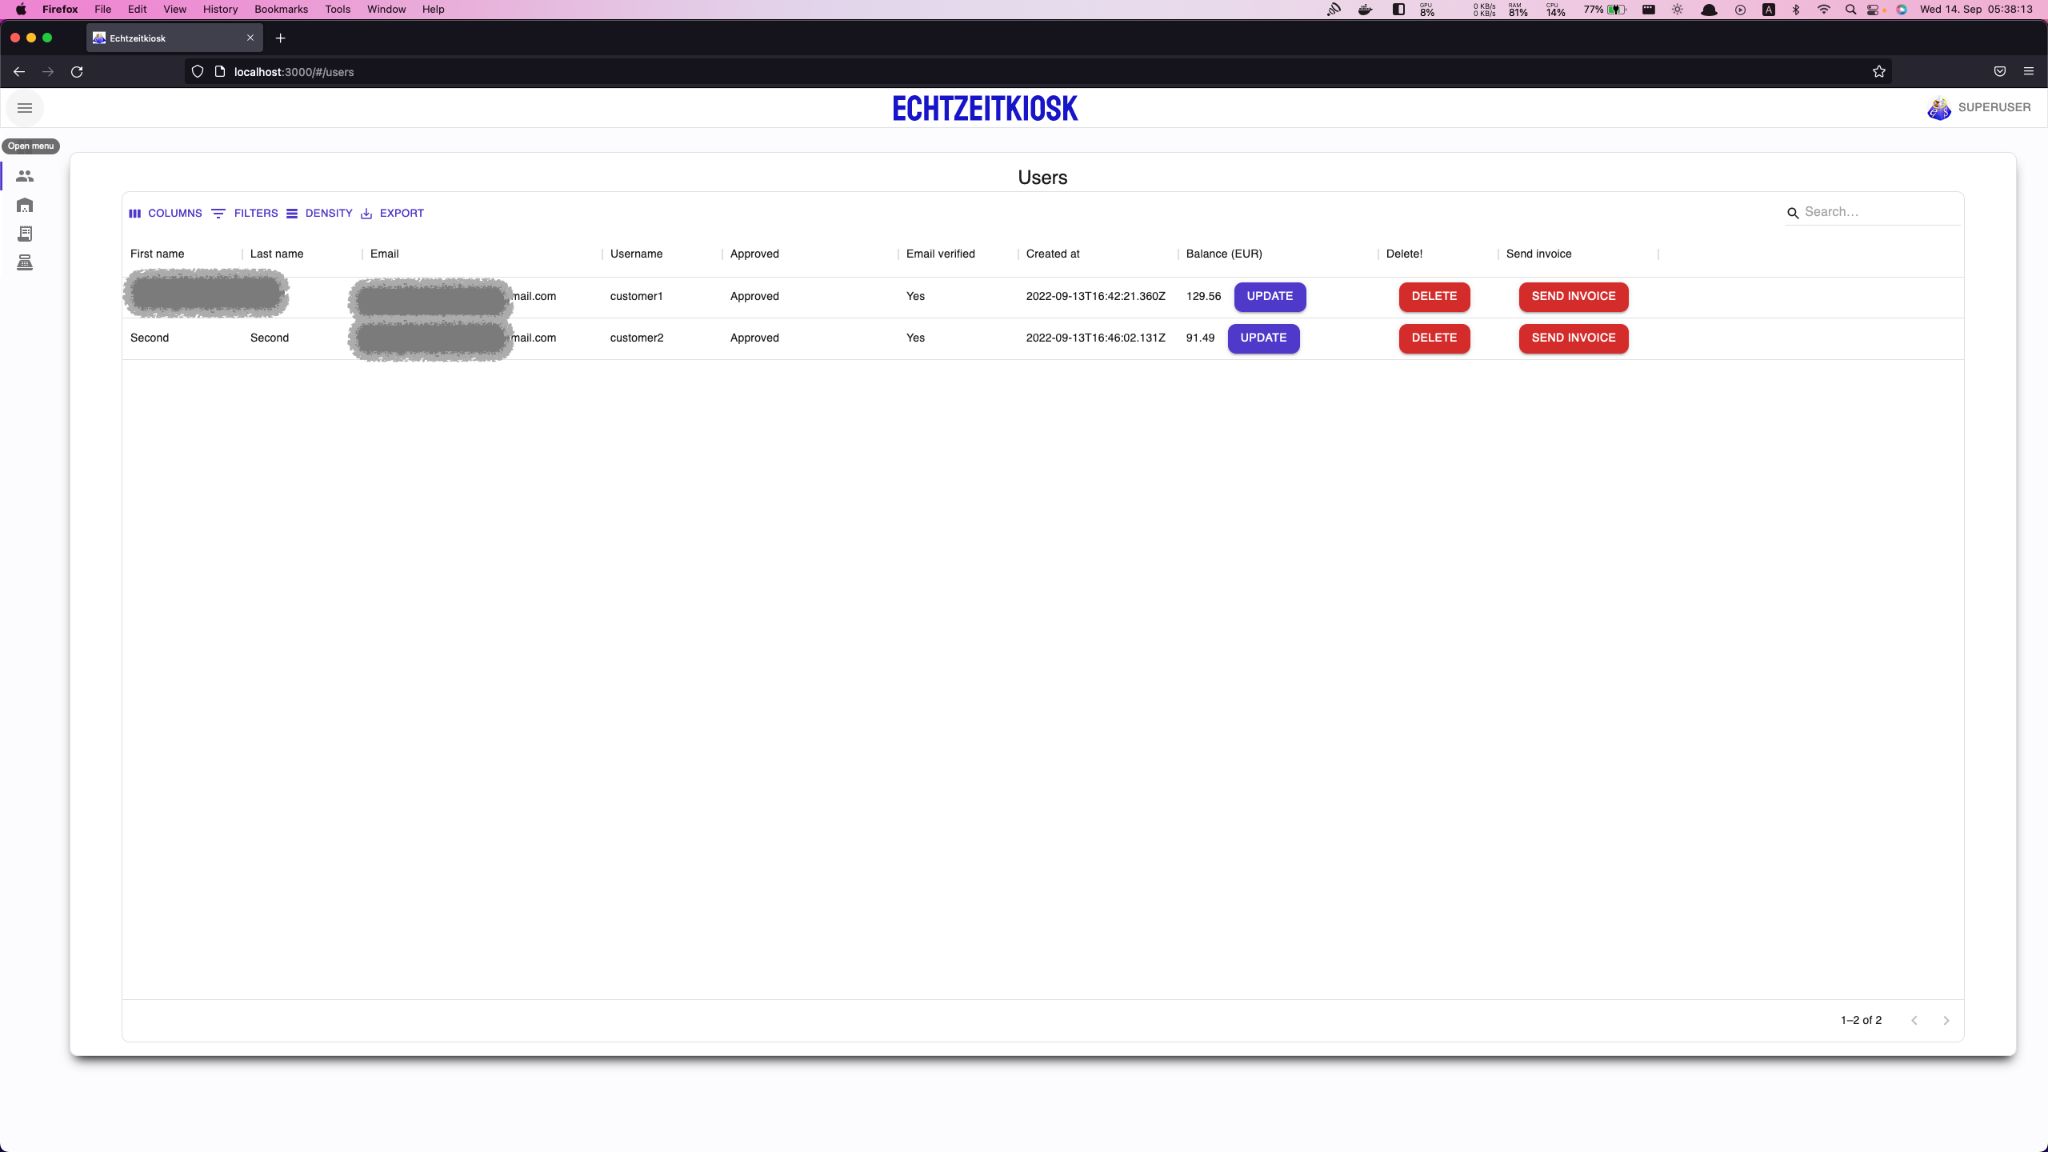 Firefox File Edit View History Bookmarks Tools Window Help GPU 8% 0 KB/s 0 KB/s RAM 81% CPU 14% 77% A Wed 14. Sep 05:38:13
Echtzeitkiosk
localhost:3000/#/users
ECHTZEITKIOSK SUPERUSER
Open menu
Users
COLUMNS FILTERS DENSITY EXPORT Search…
First name Last name Email Username Approved Email verified Created at Balance (EUR) Delete! Send invoice
mail.com customer1 Approved Yes 2022-09-13T16:42:21.360Z 129.56 UPDATE DELETE SEND INVOICE
Second Second mail.com customer2 Approved Yes 2022-09-13T16:46:02.131Z 91.49 UPDATE DELETE SEND INVOICE
1–2 of 2